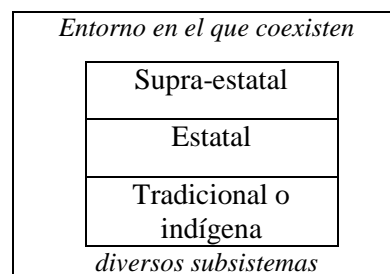 Entorno en el que coexisten
Supra-estatal
Estatal
Tradicional o
indígena
diversos subsistemas